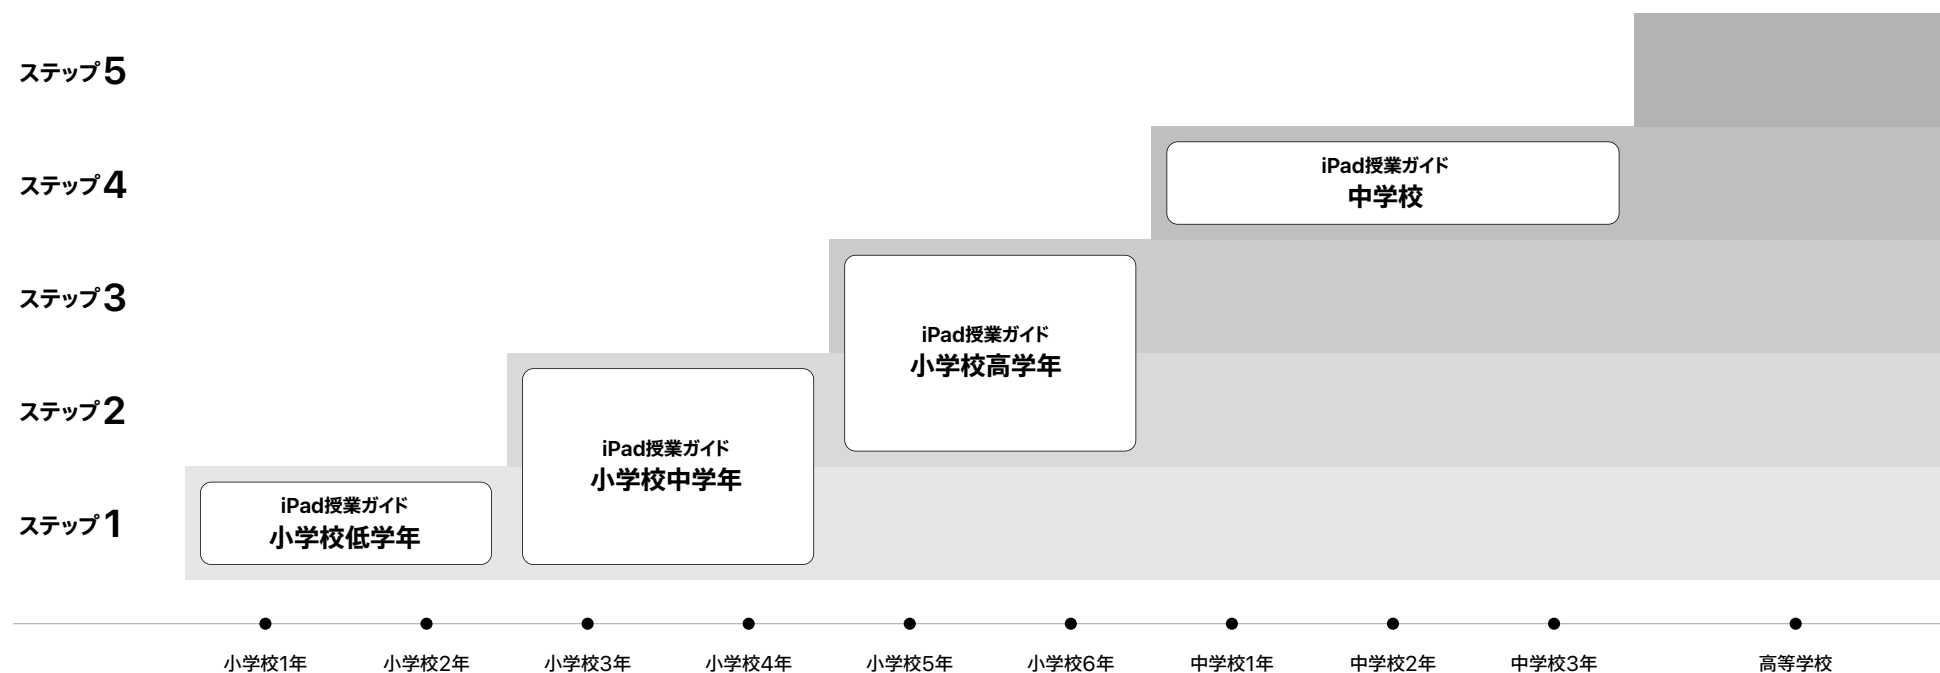 ステップ5
ステップ4
iPad授業ガイド
中学校
ステップ3
iPad授業ガイド
小学校高学年
ステップ2
iPad授業ガイド
小学校中学年
ステップ1
iPad授業ガイド
小学校低学年
小学校1年 小学校2年 小学校3年 小学校4年 小学校5年 小学校6年 中学校1年 中学校2年 中学校3年 高等学校